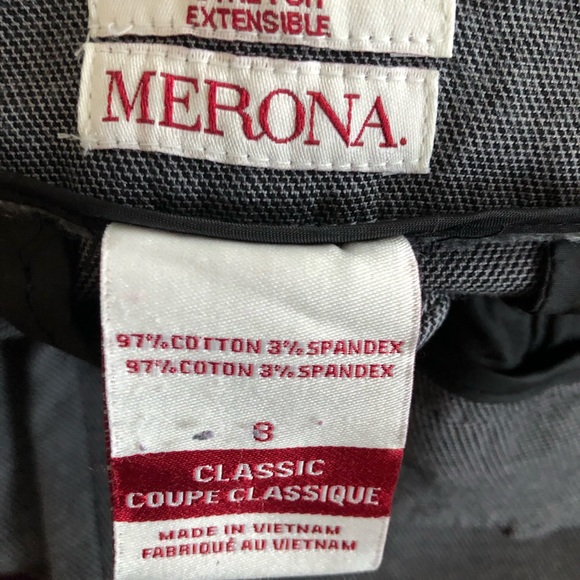 EXTENSIBLE
MERONA.
97% COTTON 3% SPANDEX
97% COTON 3% SPANDEX
3
CLASSIC
COUPE CLASSIQUE
MADE IN VIETNAM
FABRIQUÉ AU VIETNAM